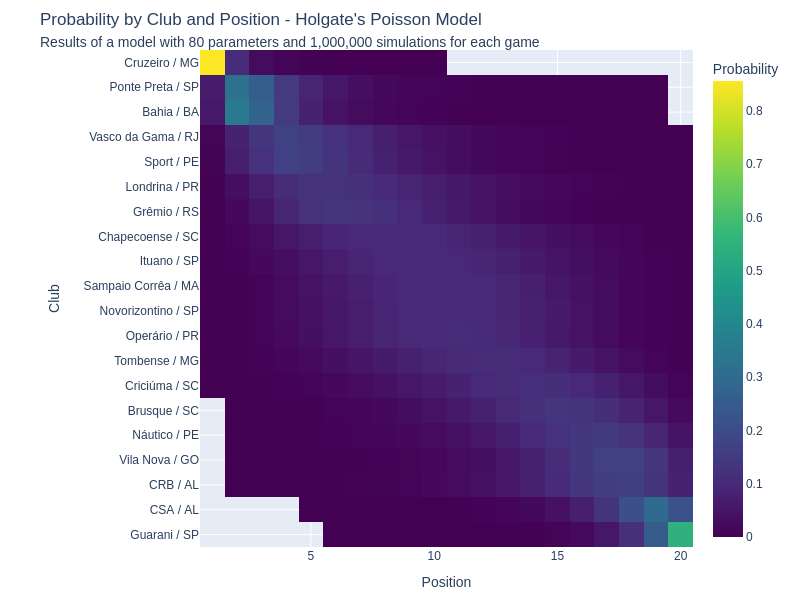 Probability by Club and Position - Holgate's Poisson Model
Results of a model with 80 parameters and 1,000,000 simulations for each game
Cruzeiro / MG
Ponte Preta / SP
Bahia / BA
Vasco da Gama / RJ
Sport / PE
Londrina / PR
Grêmio / RS
Chapecoense / SC
Ituano / SP
Sampaio Corrêa / MA
Novorizontino / SP
Operário / PR
Tombense / MG
Criciúma / SC
Brusque / SC
Náutico / PE
Vila Nova / GO
CRB / AL
CSA / AL
Guarani / SP
Club
5 10 15 20
Position
Probability
0.8
0.7
0.6
0.5
0.4
0.3
0.2
0.1
0